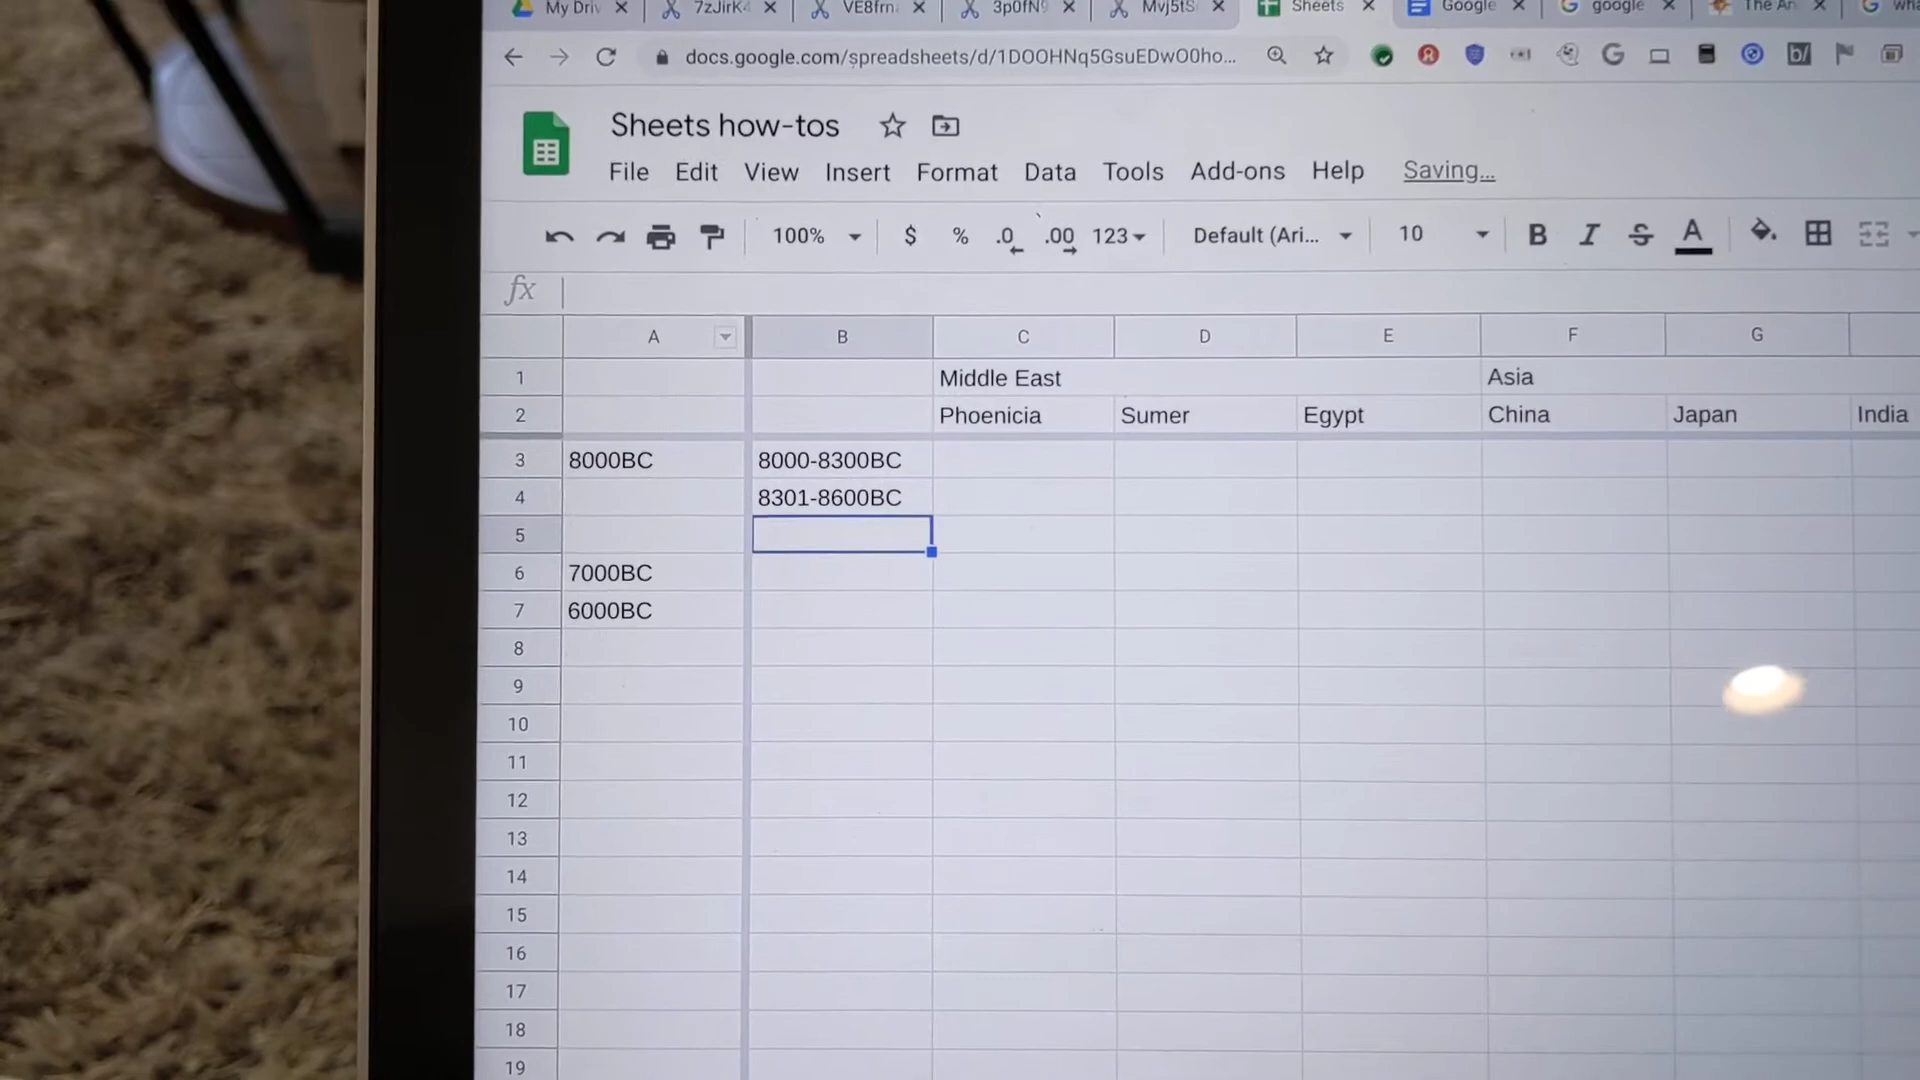 My Driv 7zJirK4 VE8frn 3p0fN9 Mvj5tS Sheets Google google The An wha
docs.google.com/spreadsheets/d/1DOOHNq5GsuEDwO0ho...
Sheets how-tos
File Edit View Insert Format Data Tools Add-ons Help Saving...
100% $ % .0 .00 123 Default (Ari... 10 B I S A
fx
A B C D E F G
1 Middle East Asia
2 Phoenicia Sumer Egypt China Japan India
3 8000BC 8000-8300BC
4 8301-8600BC
5
6 7000BC
7 6000BC
8
9
10
11
12
13
14
15
16
17
18
19